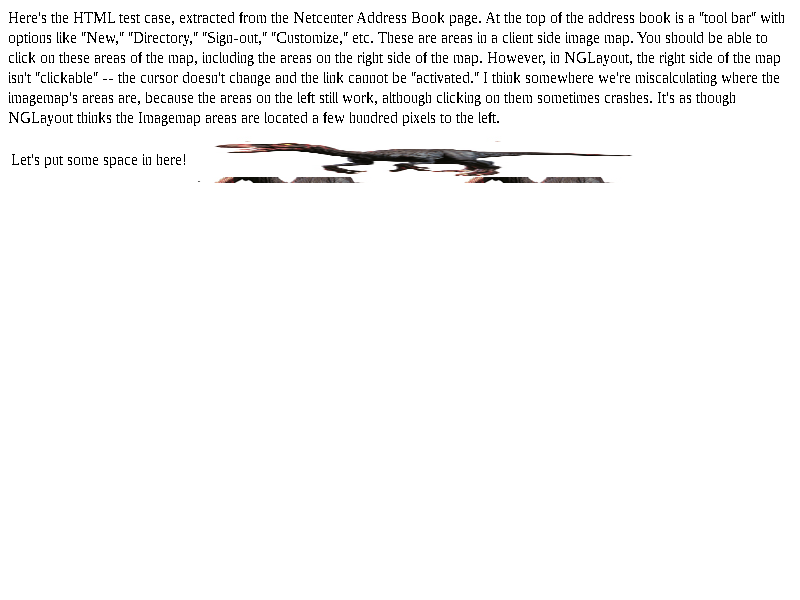 Here's the HTML test case, extracted from the Netcenter Address Book page. At the top of the address book is a "tool bar" with
options like "New," "Directory," "Sign-out," "Customize," etc. These are areas in a client side image map. You should be able to
click on these areas of the map, including the areas on the right side of the map. However, in NGLayout, the right side of the map
isn't "clickable" -- the cursor doesn't change and the link cannot be "activated." I think somewhere we're miscalculating where the
imagemap's areas are, because the areas on the left still work, although clicking on them sometimes crashes. It's as though
NGLayout thinks the Imagemap areas are located a few hundred pixels to the left.
Let's put some space in here!